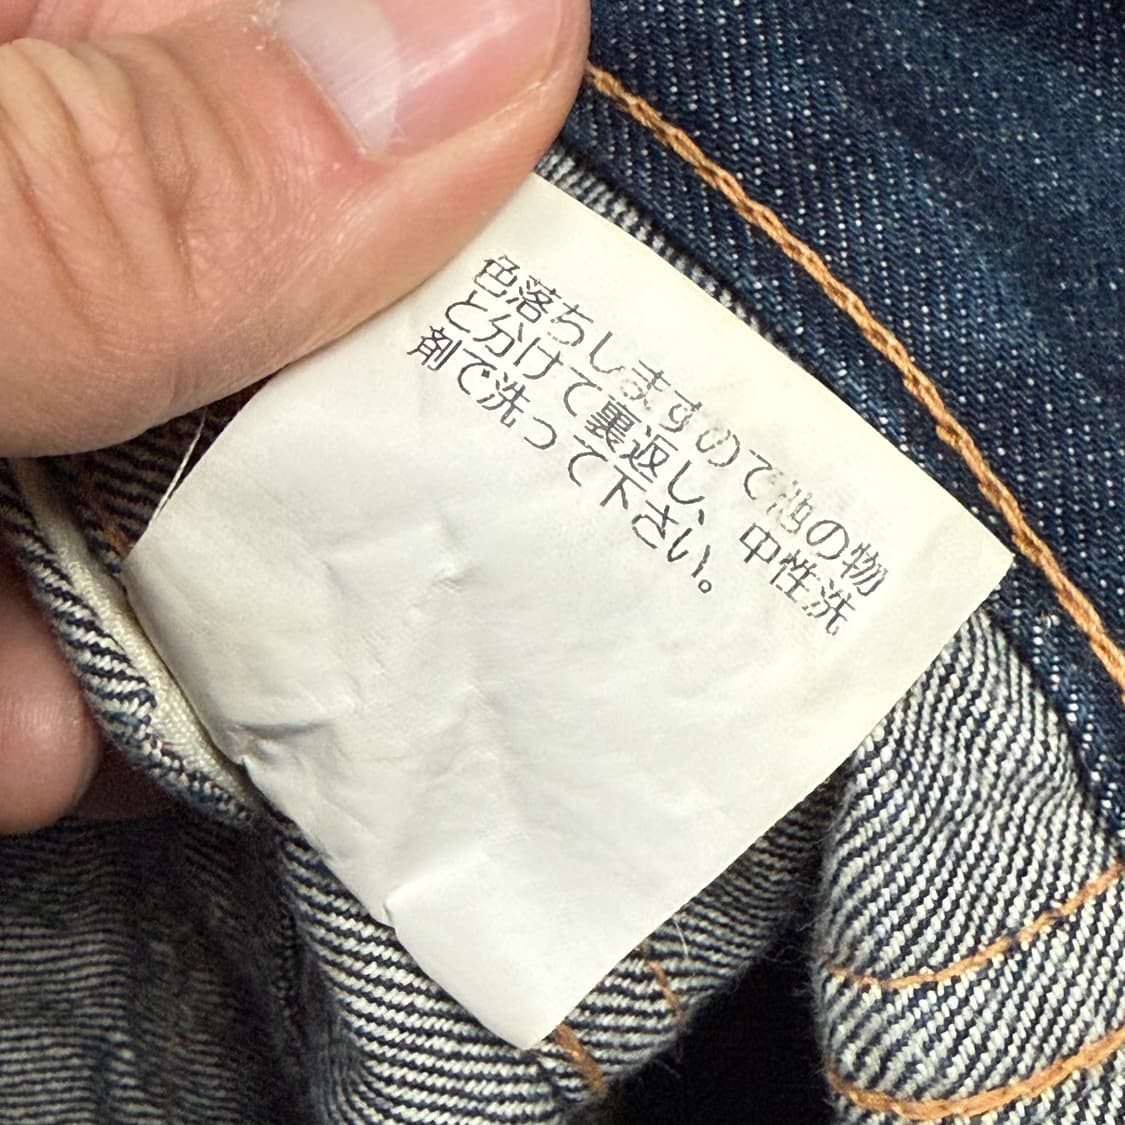 色落ちしますので他の物
と分けて裏返し、中性洗
剤で洗って下さい。